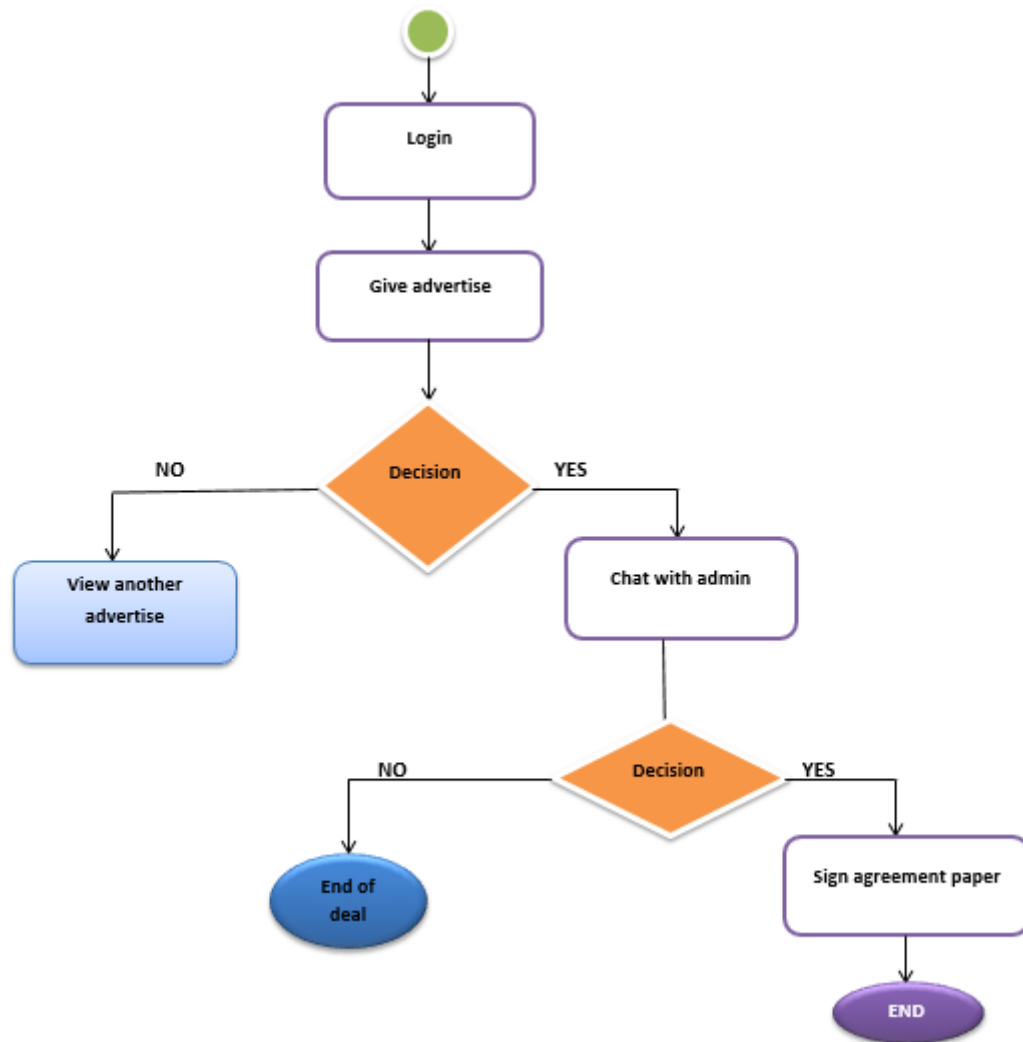 Login
Give advertise
Decision
NO
YES
View another
advertise
Chat with admin
Decision
NO
YES
End of
deal
Sign agreement paper
END